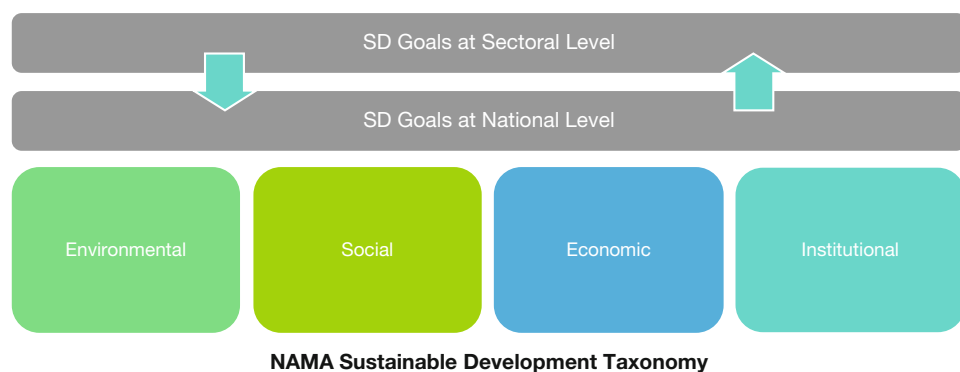 SD Goals at Sectoral Level
SD Goals at National Level
Environmental
Social
Economic
Institutional
NAMA Sustainable Development Taxonomy